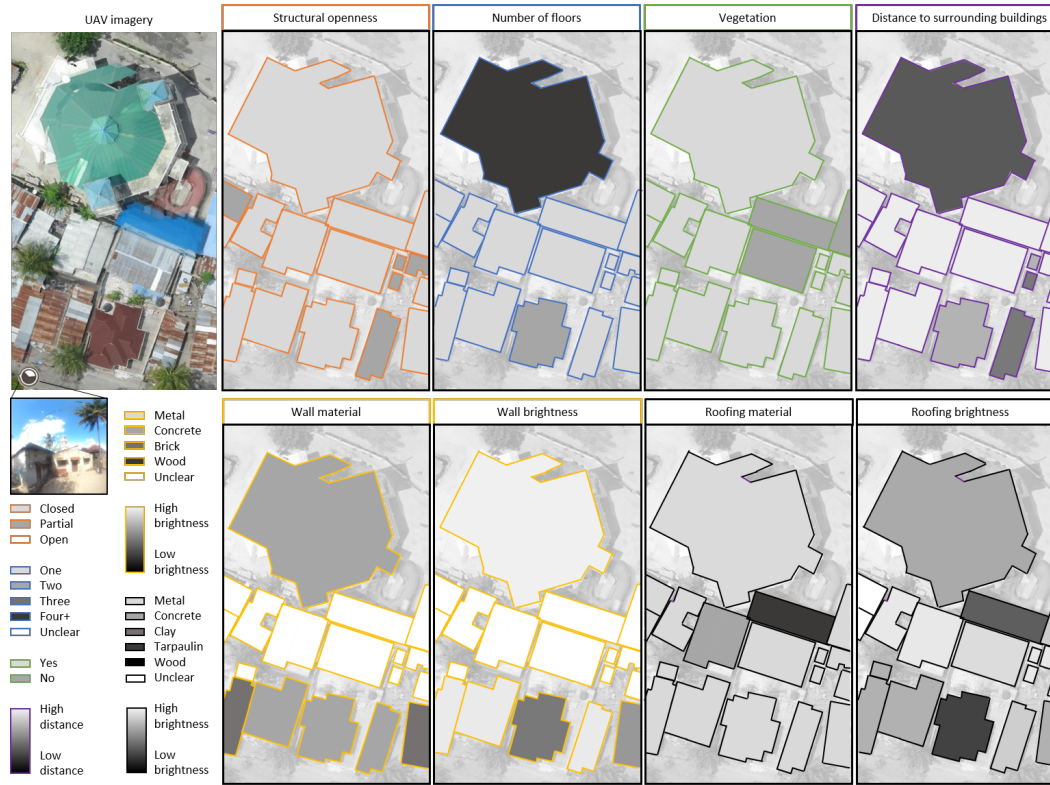 UAV imagery
Structural openness
Number of floors
Vegetation
Distance to surrounding buildings
Wall material
Wall brightness
Roofing material
Roofing brightness
Metal
Concrete
Brick
Wood
Unclear
Closed
Partial
Open
High
brightness
Low
brightness
One
Two
Three
Four+
Unclear
Metal
Concrete
Clay
Tarpaulin
Wood
Unclear
Yes
No
High
distance
Low
distance
High
brightness
Low
brightness